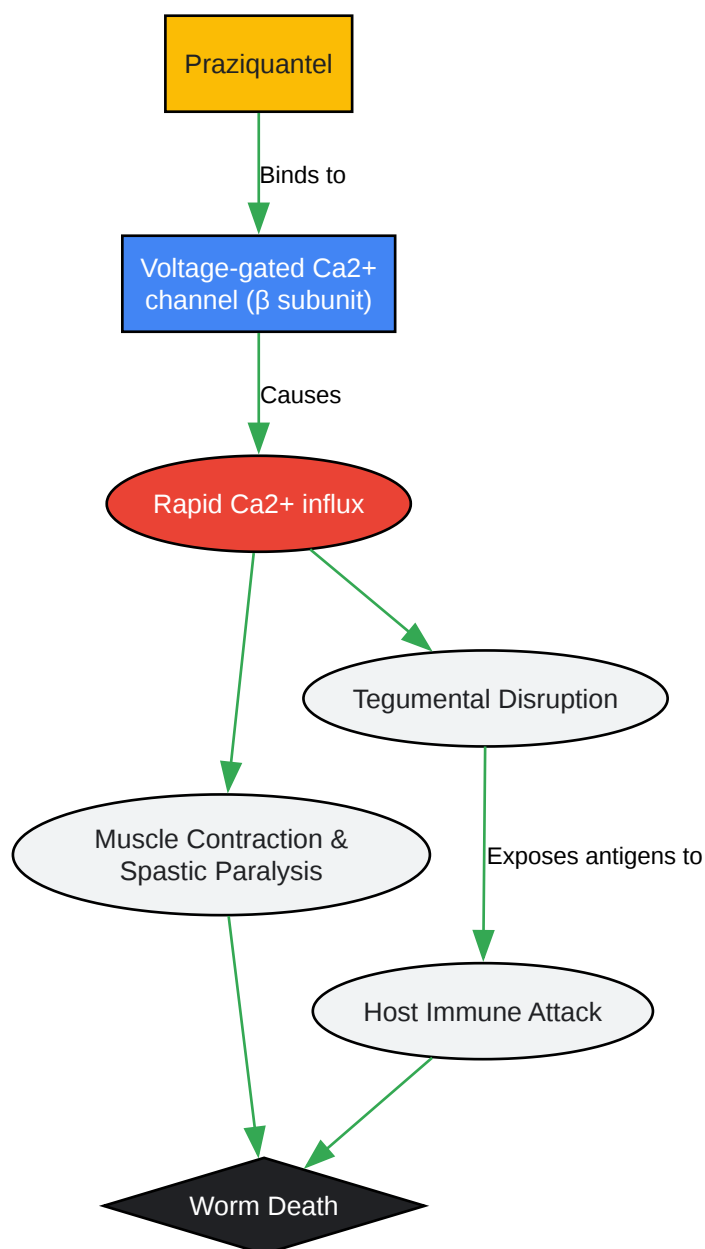 Praziquantel
Binds to
Voltage-gated Ca2+
channel (β subunit)
Causes
Rapid Ca2+ influx
Tegumental Disruption
Muscle Contraction &
Spastic Paralysis
Exposes antigens to
Host Immune Attack
Worm Death